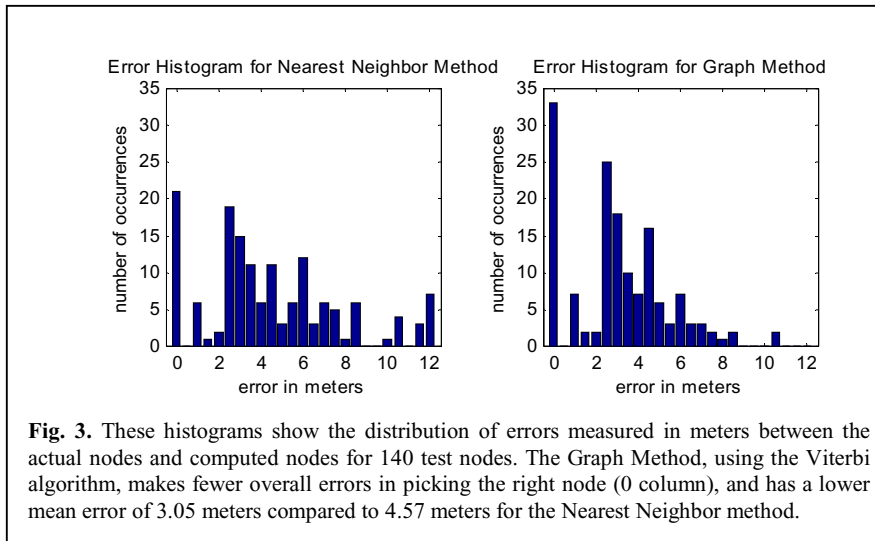 Error Histogram for Nearest Neighbor Method
35
30
25
20
15
10
5
0
number of occurrences
0 2 4 6 8 10 12
error in meters
Error Histogram for Graph Method
35
30
25
20
15
10
5
0
number of occurrences
0 2 4 6 8 10 12
error in meters
Fig. 3. These histograms show the distribution of errors measured in meters between the
actual nodes and computed nodes for 140 test nodes. The Graph Method, using the Viterbi
algorithm, makes fewer overall errors in picking the right node (0 column), and has a lower
mean error of 3.05 meters compared to 4.57 meters for the Nearest Neighbor method.